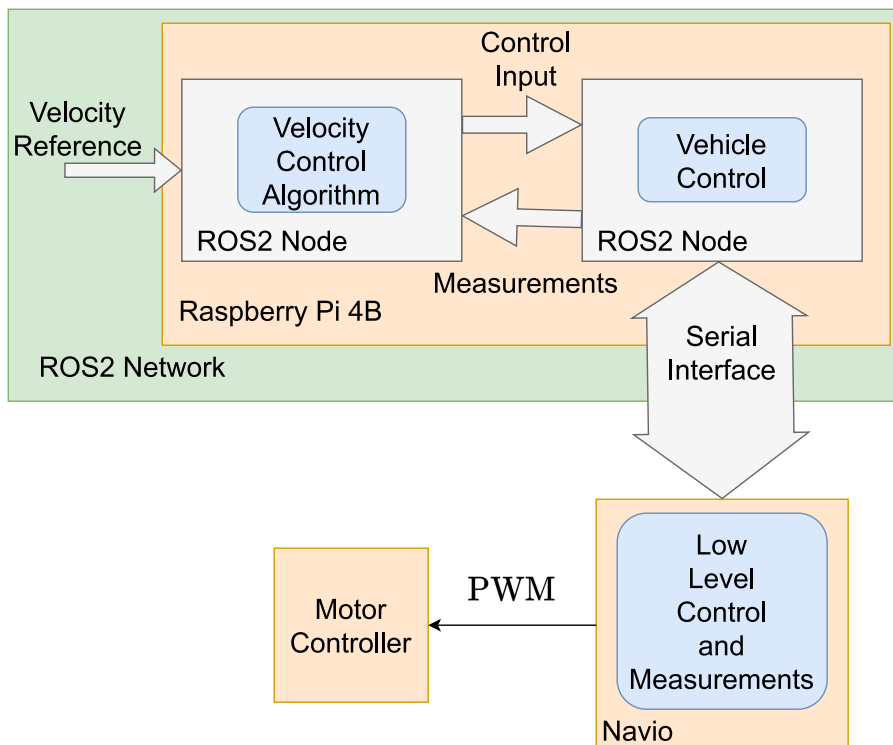 Control
Input
Velocity
Reference
Velocity
Control
Algorithm
Vehicle
Control
ROS2 Node
ROS2 Node
Measurements
Raspberry Pi 4B
ROS2 Network
Serial
Interface
Low
Level
Control
and
Measurements
PWM
Motor
Controller
Navio